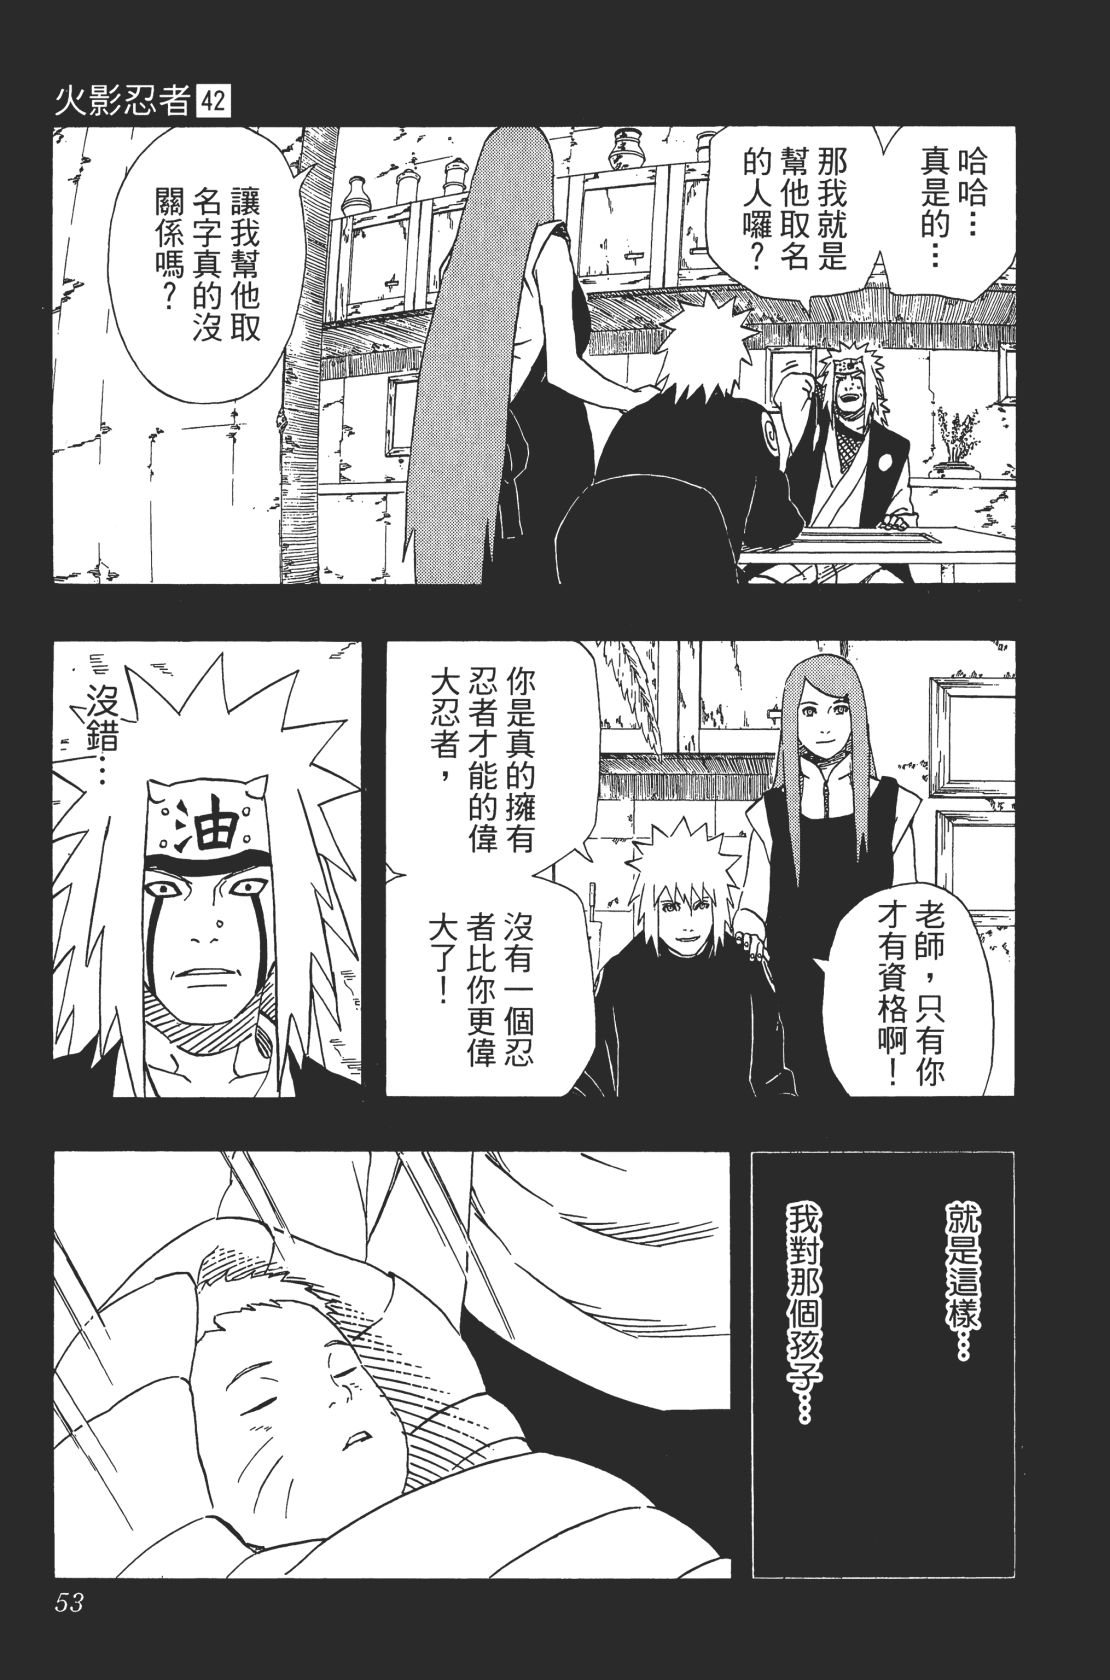 火影忍者42
哈哈…
真是的…
那我就是
幫他取名
的人囉？
讓我幫他取
名字真的沒
關係嗎？
老師，只有你
才有資格啊！
你是真的擁有
忍者才能的偉
大忍者，
沒有一個忍
者比你更偉
大了！
沒錯…
油
就是這樣…
我對那個孩子…
53